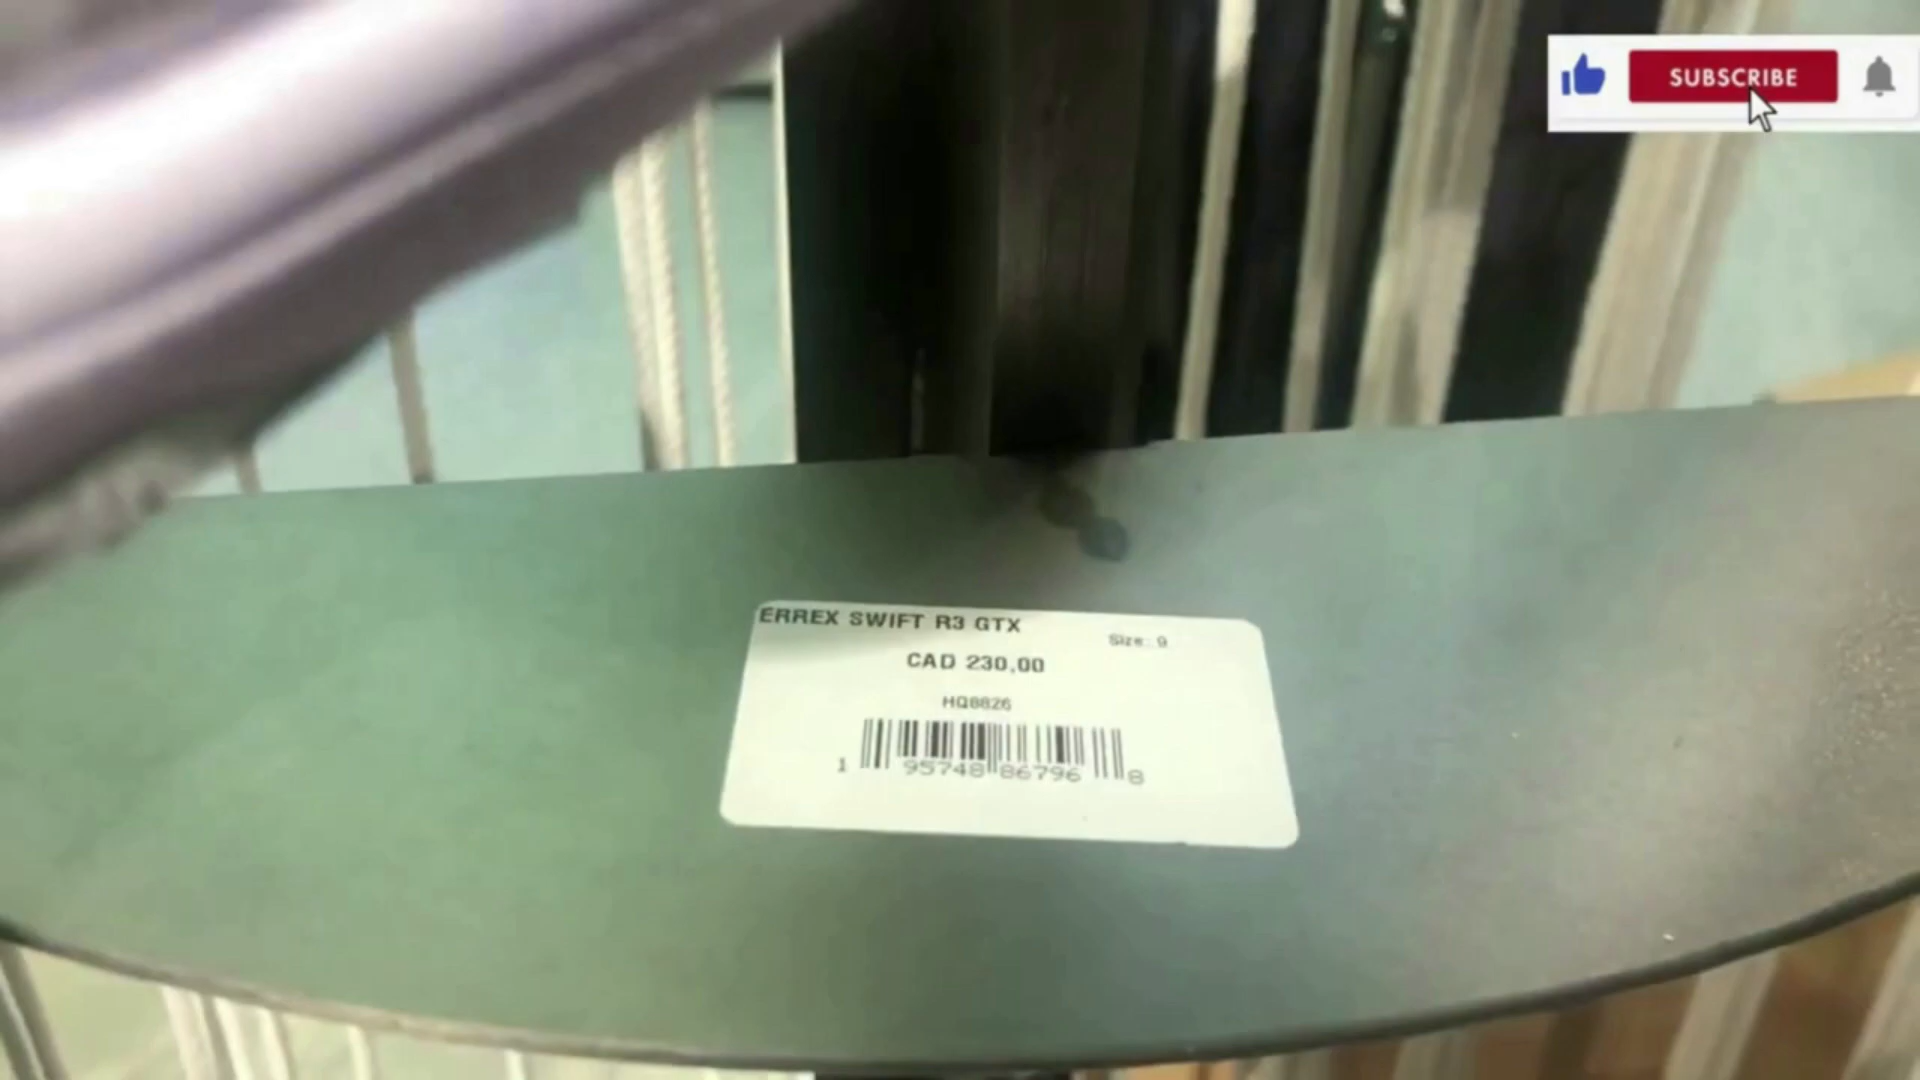 SUBSCRIBE
ERREX SWIFT R3 GTX
Size: 9
CAD 230,00
HQ8826
1 95748 86796 8